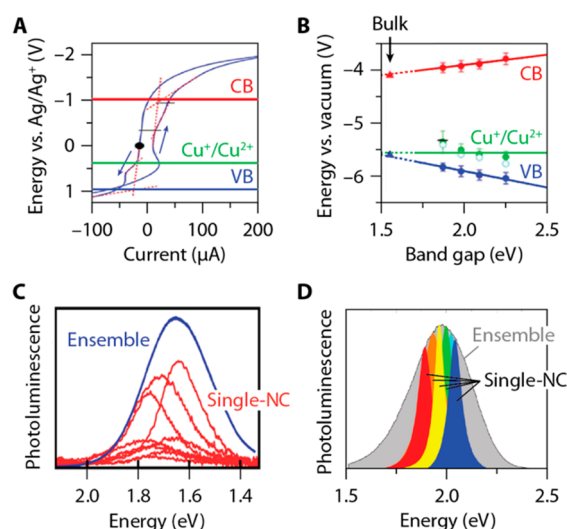 A
Energy vs. Ag/Ag⁺ (V)
−2
−1
0
1
CB
Cu⁺/Cu²⁺
VB
−100
0
100
200
Current (µA)
B
Bulk
Energy vs. vacuum (eV)
−4
−5
−6
CB
Cu⁺/Cu²⁺
VB
1.5
2.0
2.5
Band gap (eV)
C
Photoluminescence
Ensemble
Single-NC
2.0
1.8
1.6
1.4
Energy (eV)
D
Photoluminescence
Ensemble
Single-NC
1.5
2.0
2.5
Energy (eV)